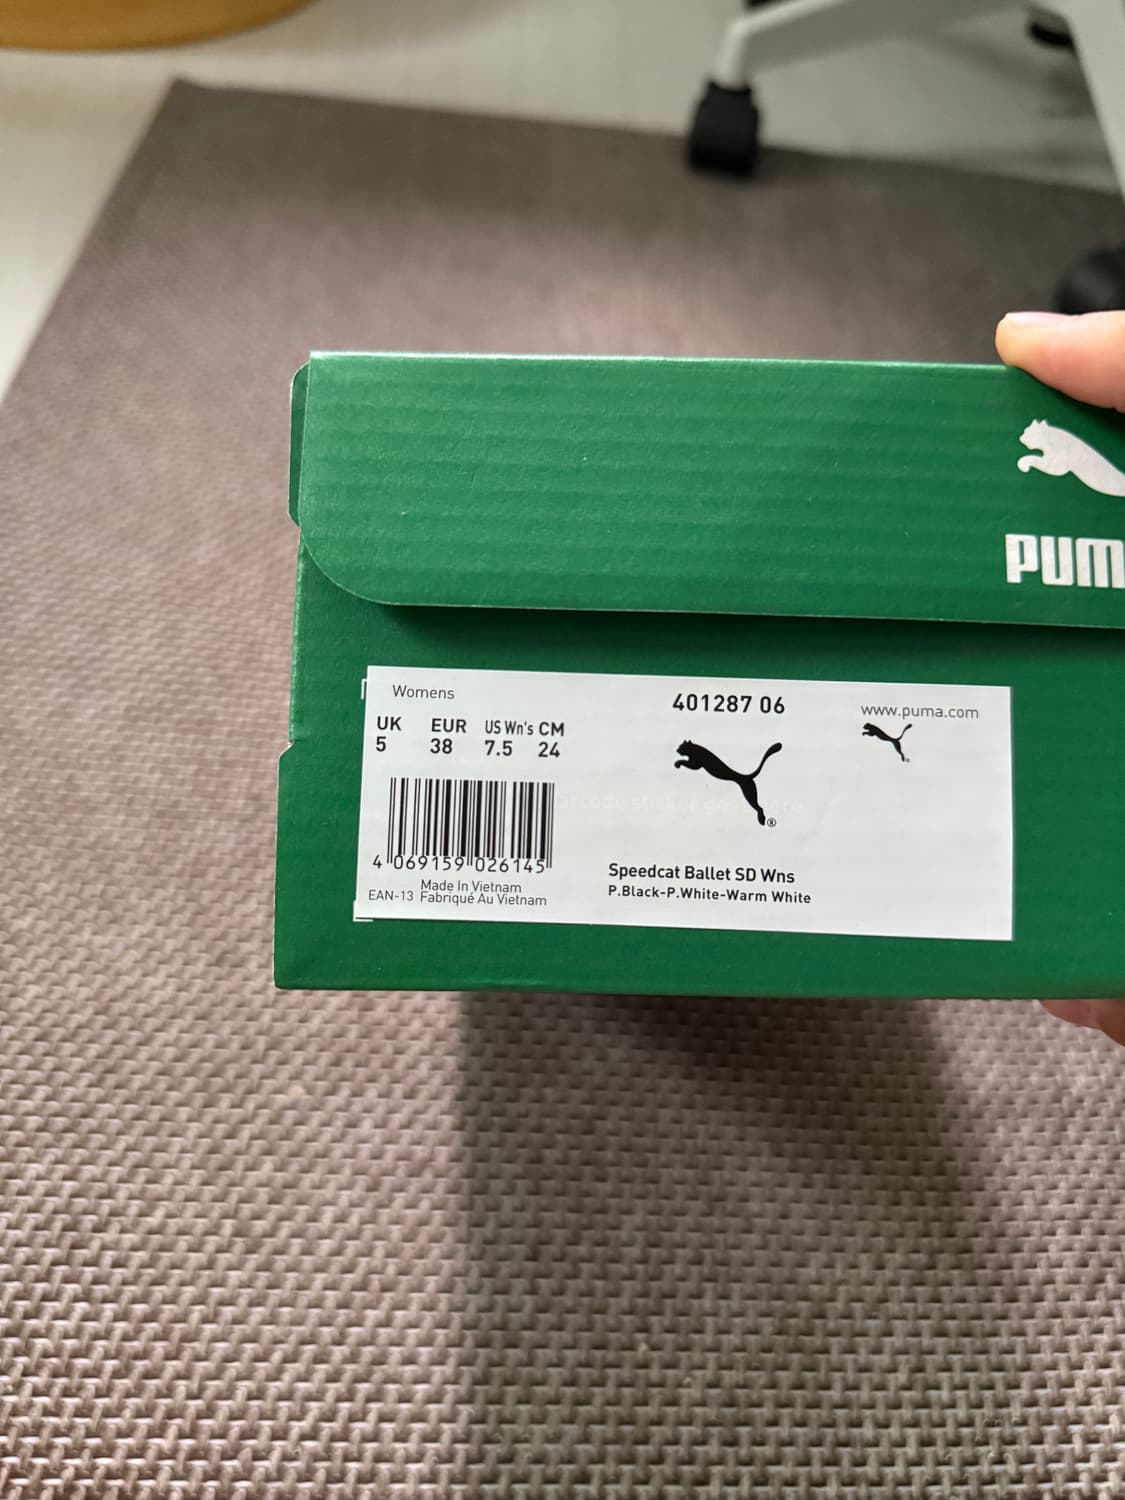 PUM
Womens
UK EUR US Wn's CM
5 38 7.5 24
4 069159 026145
EAN-13
Made In Vietnam
Fabriqué Au Vietnam
401287 06
®
Speedcat Ballet SD Wns
P.Black-P.White-Warm White
www.puma.com